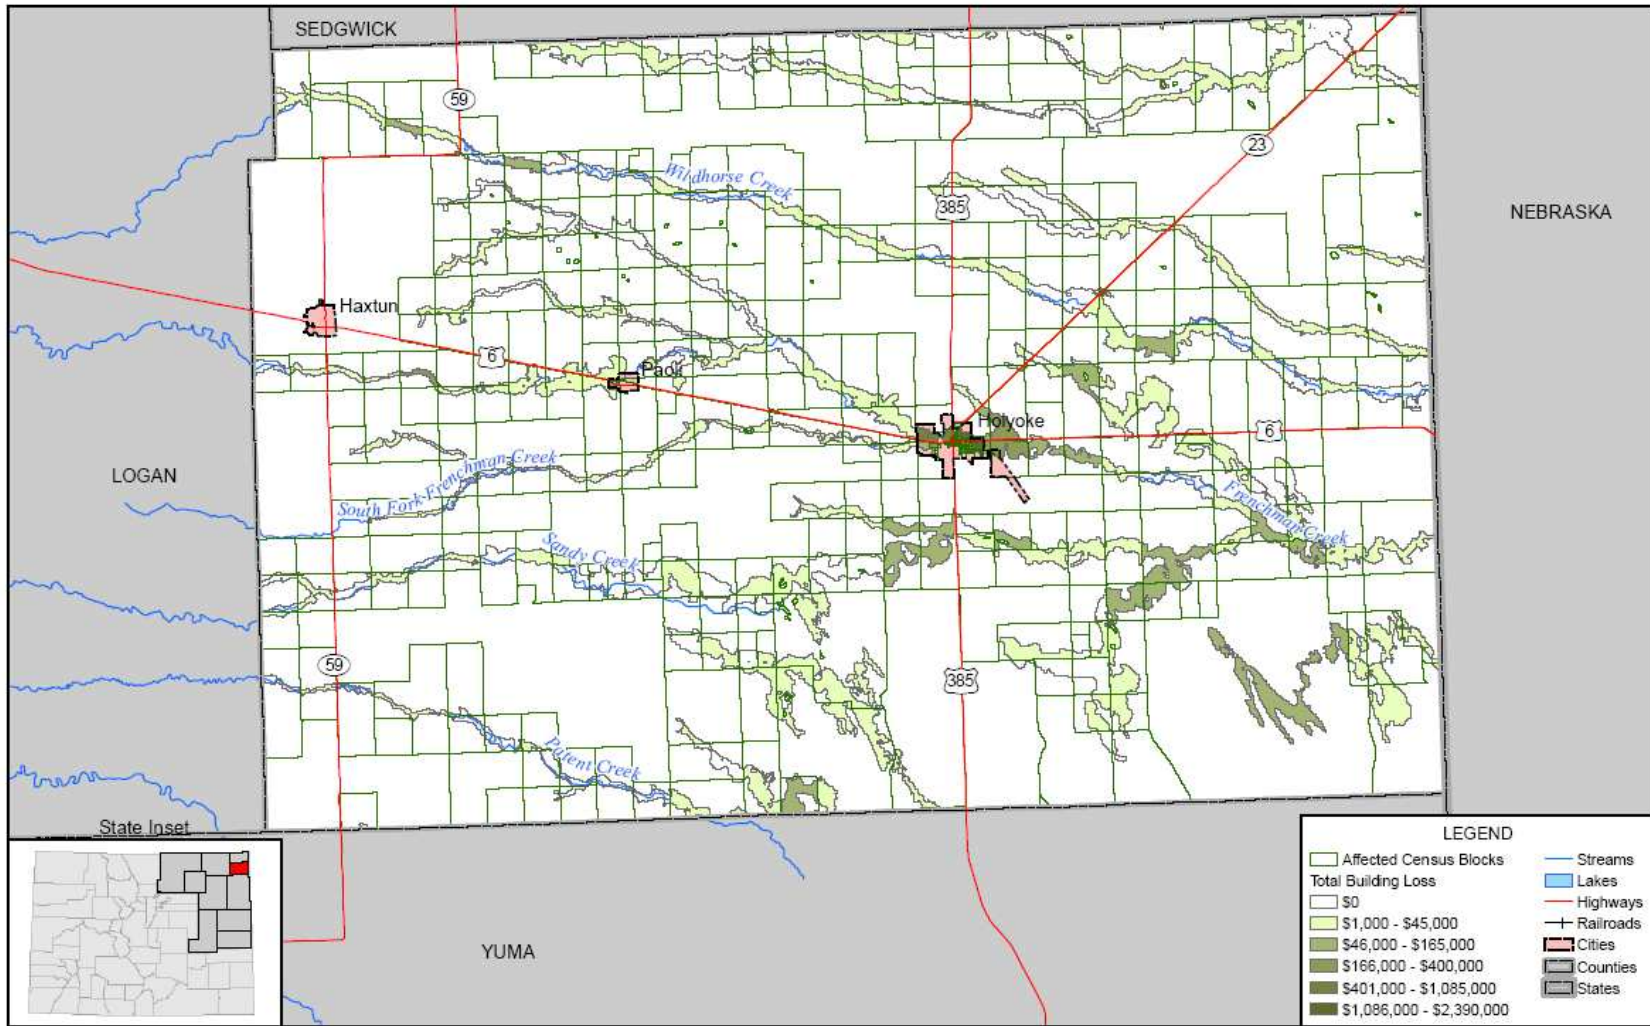 SEDGWICK
59
23
Wildhorse Creek
385
NEBRASKA
Haxtun
6
Paoli
Holyoke
6
LOGAN
South Fork Frenchman Creek
Frenchman Creek
Sandy Creek
59
385
Patent Creek
State Inset
YUMA
LEGEND
Affected Census Blocks
Total Building Loss
$0
$1,000 - $45,000
$46,000 - $165,000
$166,000 - $400,000
$401,000 - $1,085,000
$1,086,000 - $2,390,000
Streams
Lakes
Highways
Railroads
Cities
Counties
States